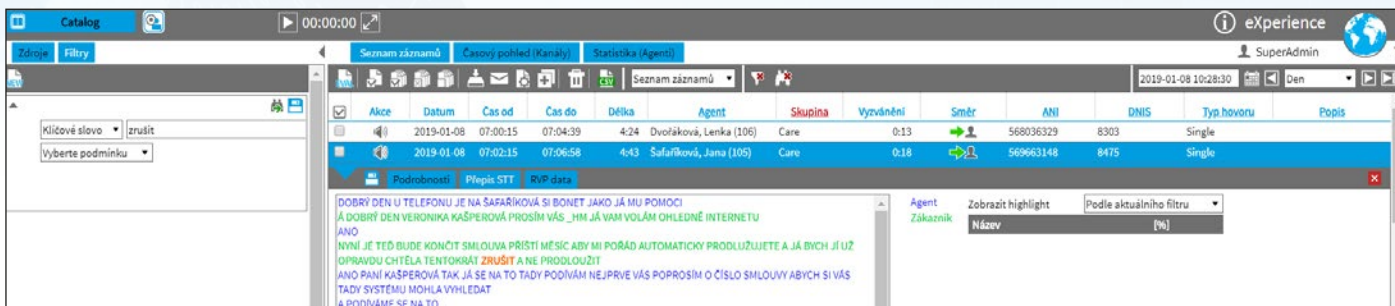 Catalog
00:00:00
eXperience
Zdroje Filtry
Seznam záznamů Časový pohled (Kanály) Statistika (Agenti)
SuperAdmin
CSV Seznam záznamů
2019-01-08 10:28:30 Den
Klíčové slovo zrušit
Vyberte podmínku
Akce Datum Čas od Čas do Délka Agent Skupina Vyzvánění Směr ANI DNIS Typ hovoru Popis
2019-01-08 07:00:15 07:04:39 4:24 Dvořáková, Lenka (106) Care 0:13 568036329 8303 Single
2019-01-08 07:02:15 07:06:58 4:43 Šafaříková, Jana (105) Care 0:18 569663148 8475 Single
Podrobnosti Přepis STT RVP data
DOBRÝ DEN U TELEFONU JE NA ŠAFAŘÍKOVÁ SI BONET JAKO JÁ MU POMOCI
Á DOBRÝ DEN VERONIKA KAŠPEROVÁ PROSÍM VÁS _HM JÁ VAM VOLÁM OHLEDNĚ INTERNETU
ANO
NYNÍ JE TEĎ BUDE KONČIT SMLOUVA PŘÍŠTÍ MĚSÍC ABY MI POŘÁD AUTOMATICKY PRODLUŽUJETE A JÁ BYCH JÍ UŽ
OPRAVDU CHTĚLA TENTOKRÁT ZRUŠIT A NE PRODLOUŽIT
ANO PANÍ KAŠPEROVÁ TAK JÁ SE NA TO TADY PODÍVÁM NEJPRVE VÁS POPROSÍM O ČÍSLO SMLOUVY ABYCH SI VÁS
TADY SYSTÉMU MOHLA VYHLEDAT
A PODÍVÁME SE NA TO
Agent
Zákazník
Zobrazit highlight Podle aktuálního filtru
Název [%]